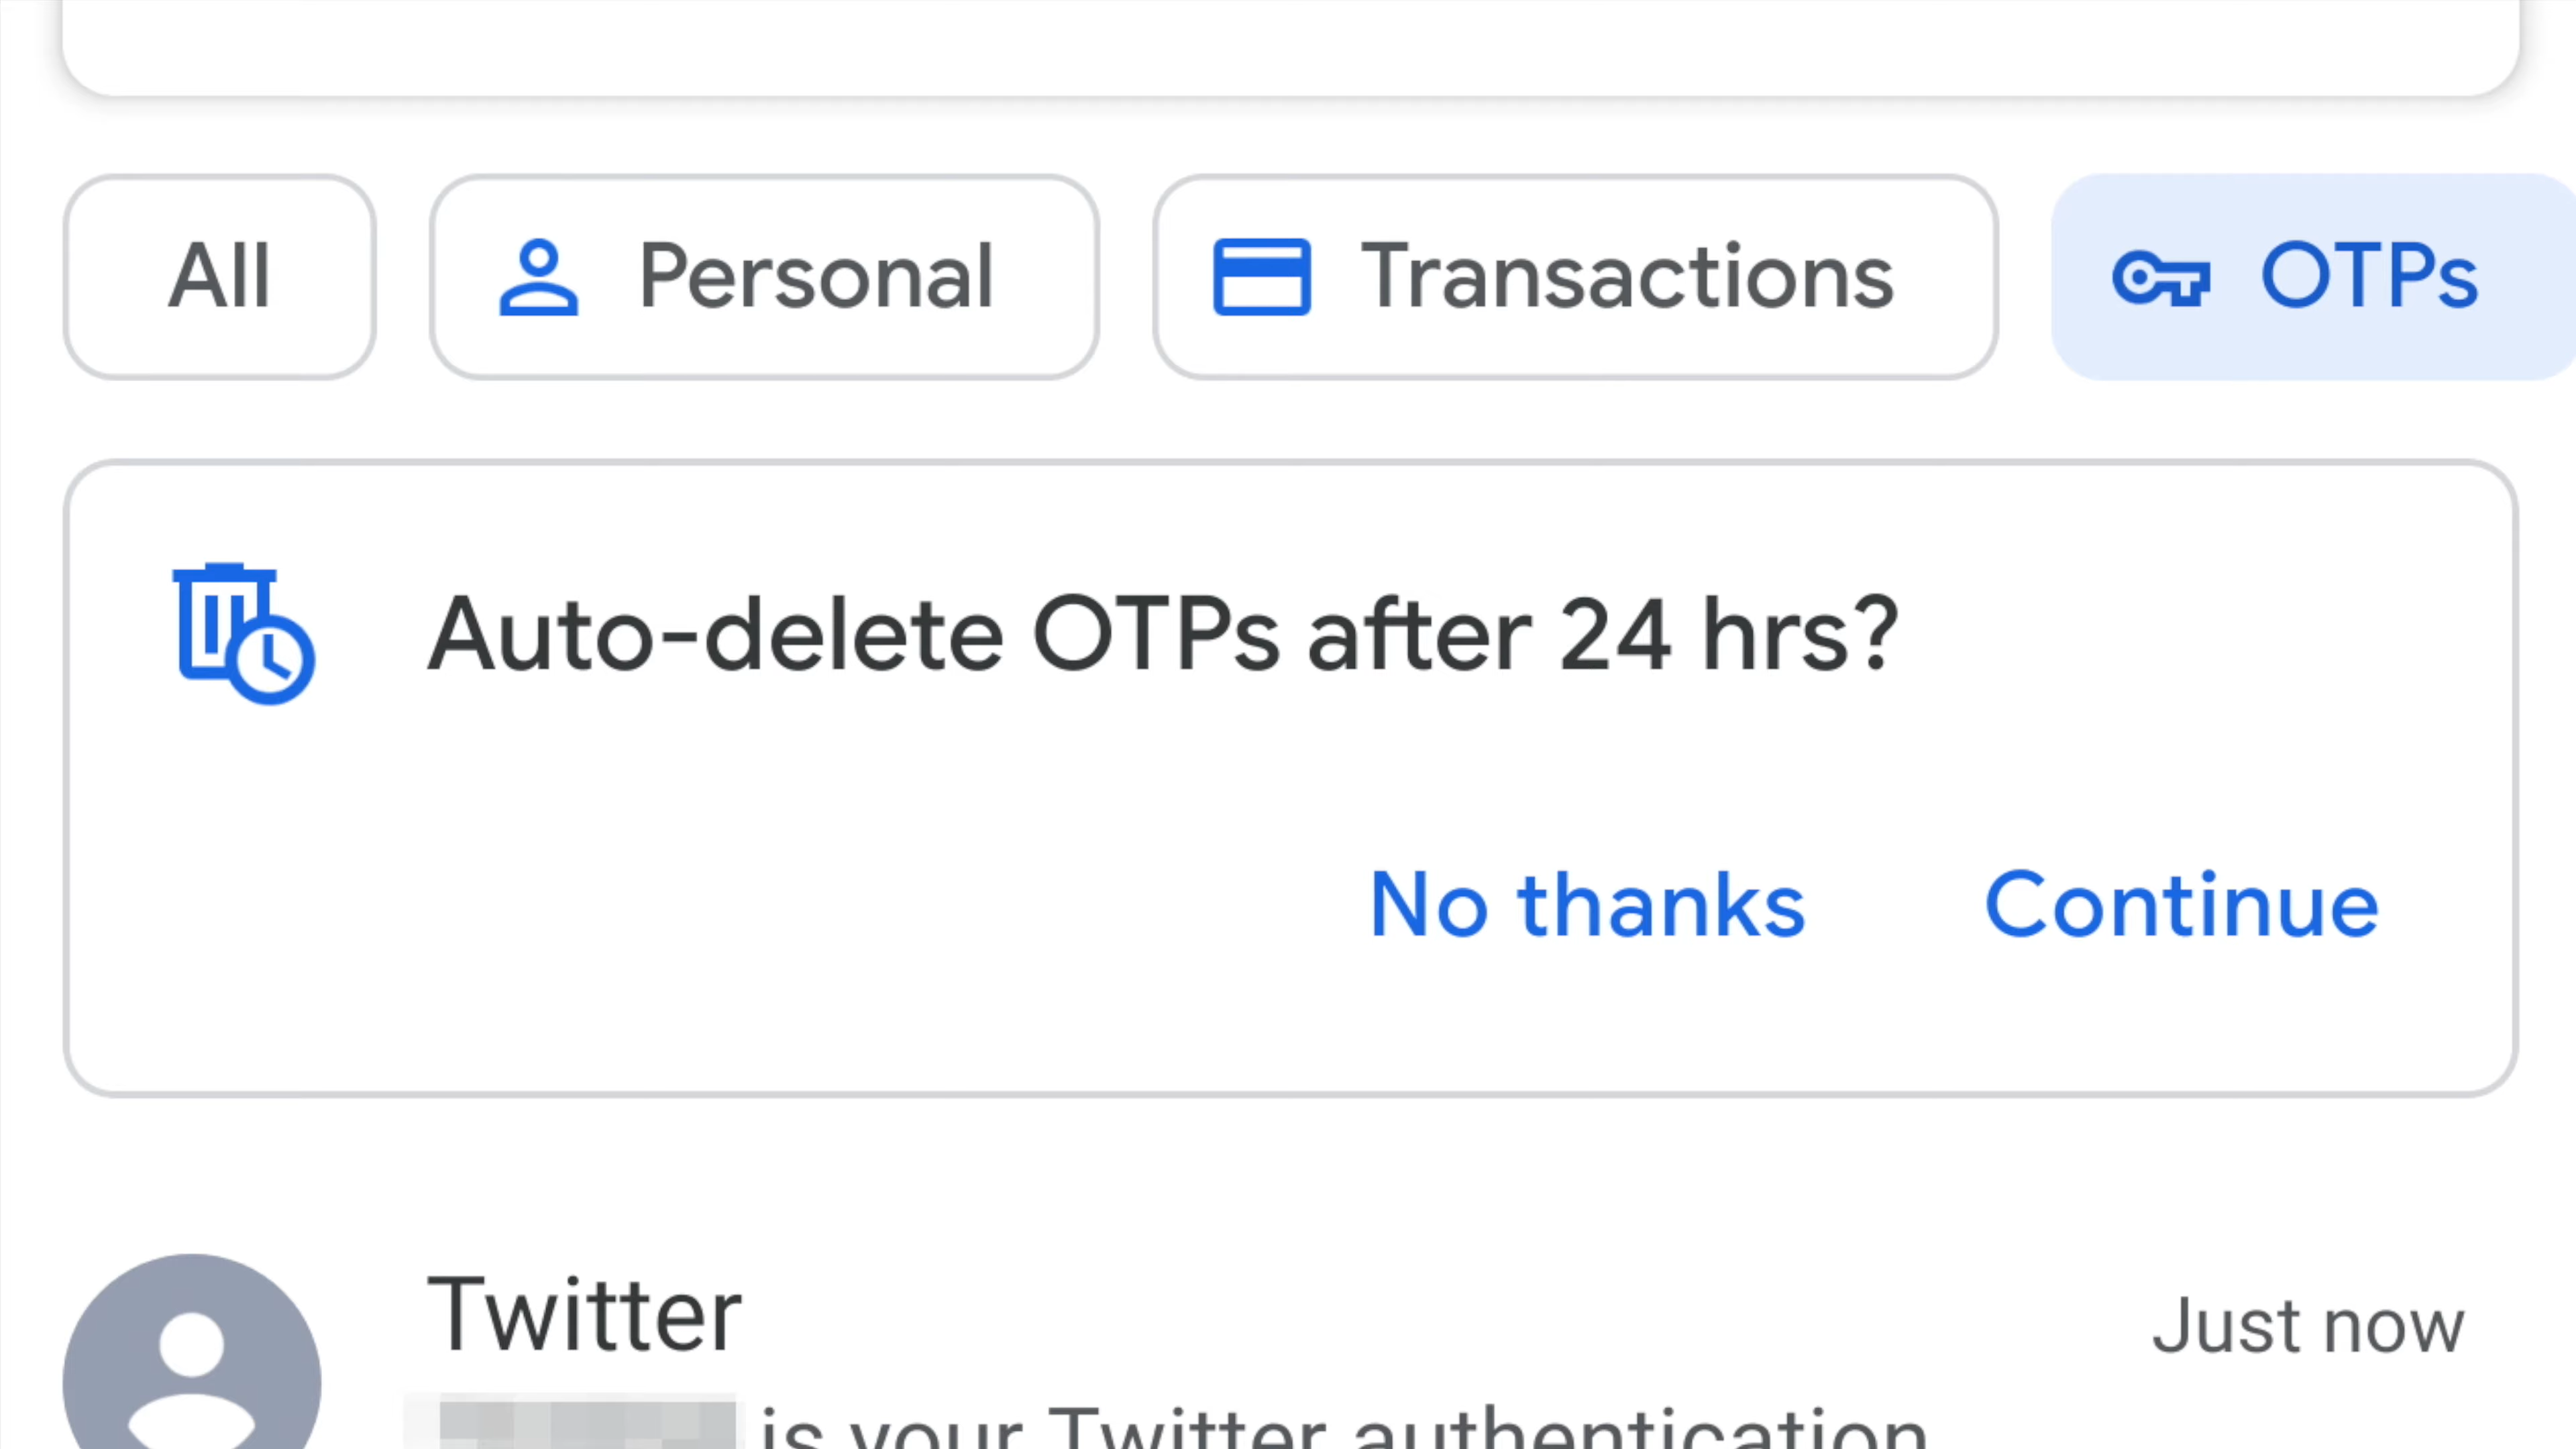 All Personal Transactions OTPs
Auto-delete OTPs after 24 hrs?
No thanks Continue
Twitter Just now
is your Twitter authentication